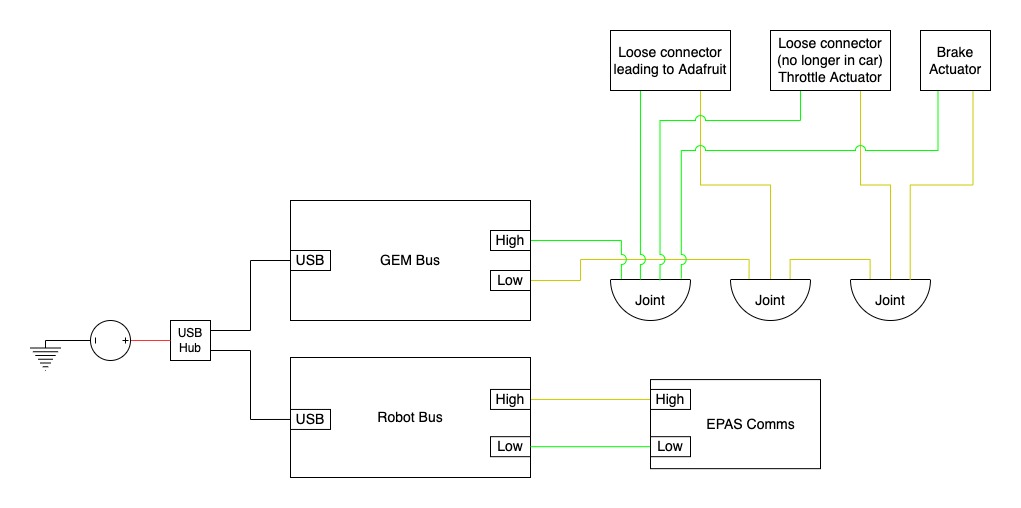 Loose connector
leading to Adafruit
Loose connector
(no longer in car)
Throttle Actuator
Brake
Actuator
High
USB
GEM Bus
Low
Joint
Joint
Joint
- +
USB
Hub
High
USB
Robot Bus
Low
High
EPAS Comms
Low